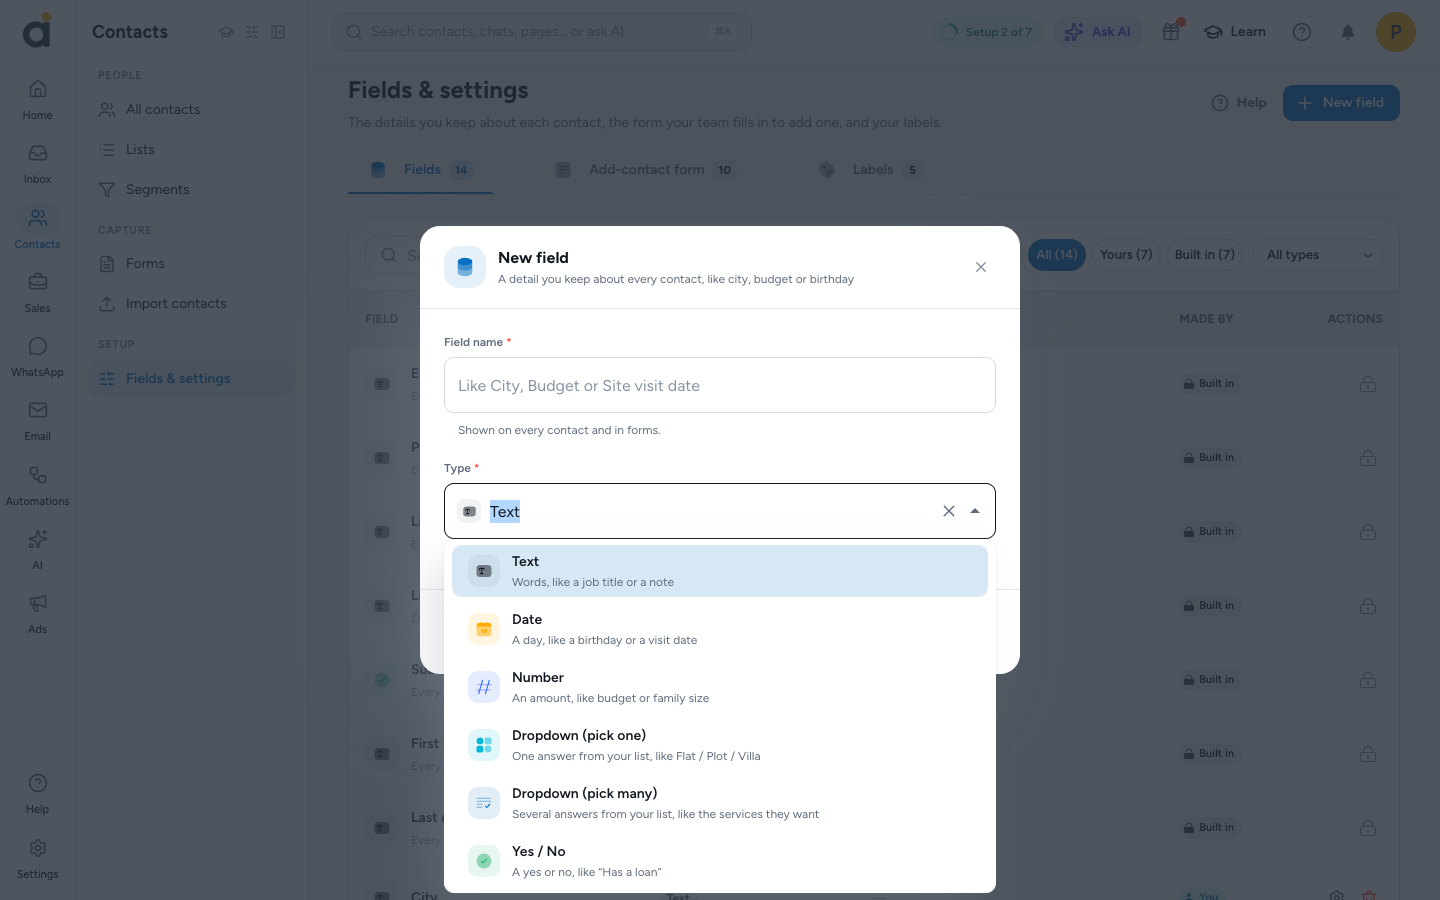 Contacts
Search contacts, chats, pages... or ask AI
⌘K
Setup 2 of 7
Ask AI
Learn
P
Home
Inbox
Contacts
Sales
WhatsApp
Email
Automations
AI
Ads
Help
Settings
PEOPLE
All contacts
Lists
Segments
CAPTURE
Forms
Import contacts
SETUP
Fields & settings
Fields & settings
The details you keep about each contact, the form your team fills in to add one, and your labels.
Help
New field
Fields 14
Add-contact form 10
Labels 5
All (14)
Yours (7)
Built in (7)
All types
FIELD
MADE BY
ACTIONS
Built in
Built in
Built in
Built in
Built in
Every
First
Every
Built in
Last
Every
Built in
City
Text
You
New field
A detail you keep about every contact, like city, budget or birthday
Field name *
Like City, Budget or Site visit date
Shown on every contact and in forms.
Type *
Text
Text
Words, like a job title or a note
Date
A day, like a birthday or a visit date
Number
An amount, like budget or family size
Dropdown (pick one)
One answer from your list, like Flat / Plot / Villa
Dropdown (pick many)
Several answers from your list, like the services they want
Yes / No
A yes or no, like "Has a loan"